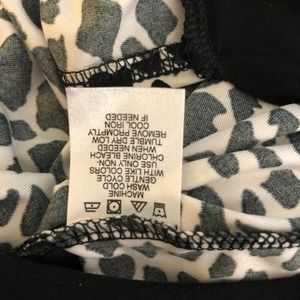 MACHINE
WASH COLD
GENTLE CYCLE
WITH LIKE COLORS
USE ONLY NON-
CHLORINE BLEACH
WHEN NEEDED
TUMBLE DRY LOW
REMOVE PROMPTLY
COOL IRON
IF NEEDED